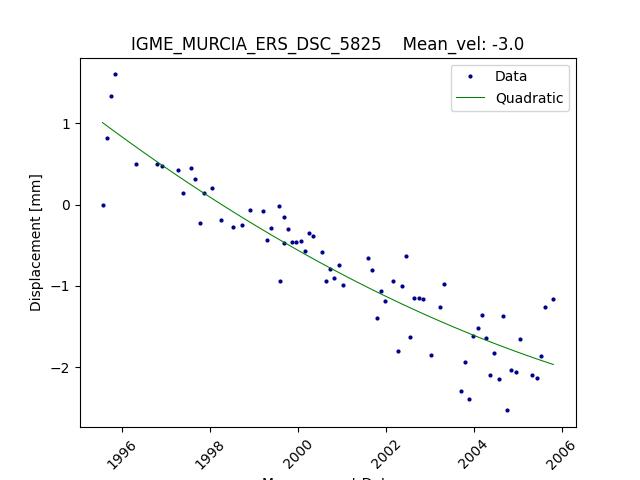 IGME_MURCIA_ERS_DSC_5825    Mean_vel: -3.0
Data
Quadratic
Displacement [mm]
1
0
−1
−2
1996
1998
2000
2002
2004
2006